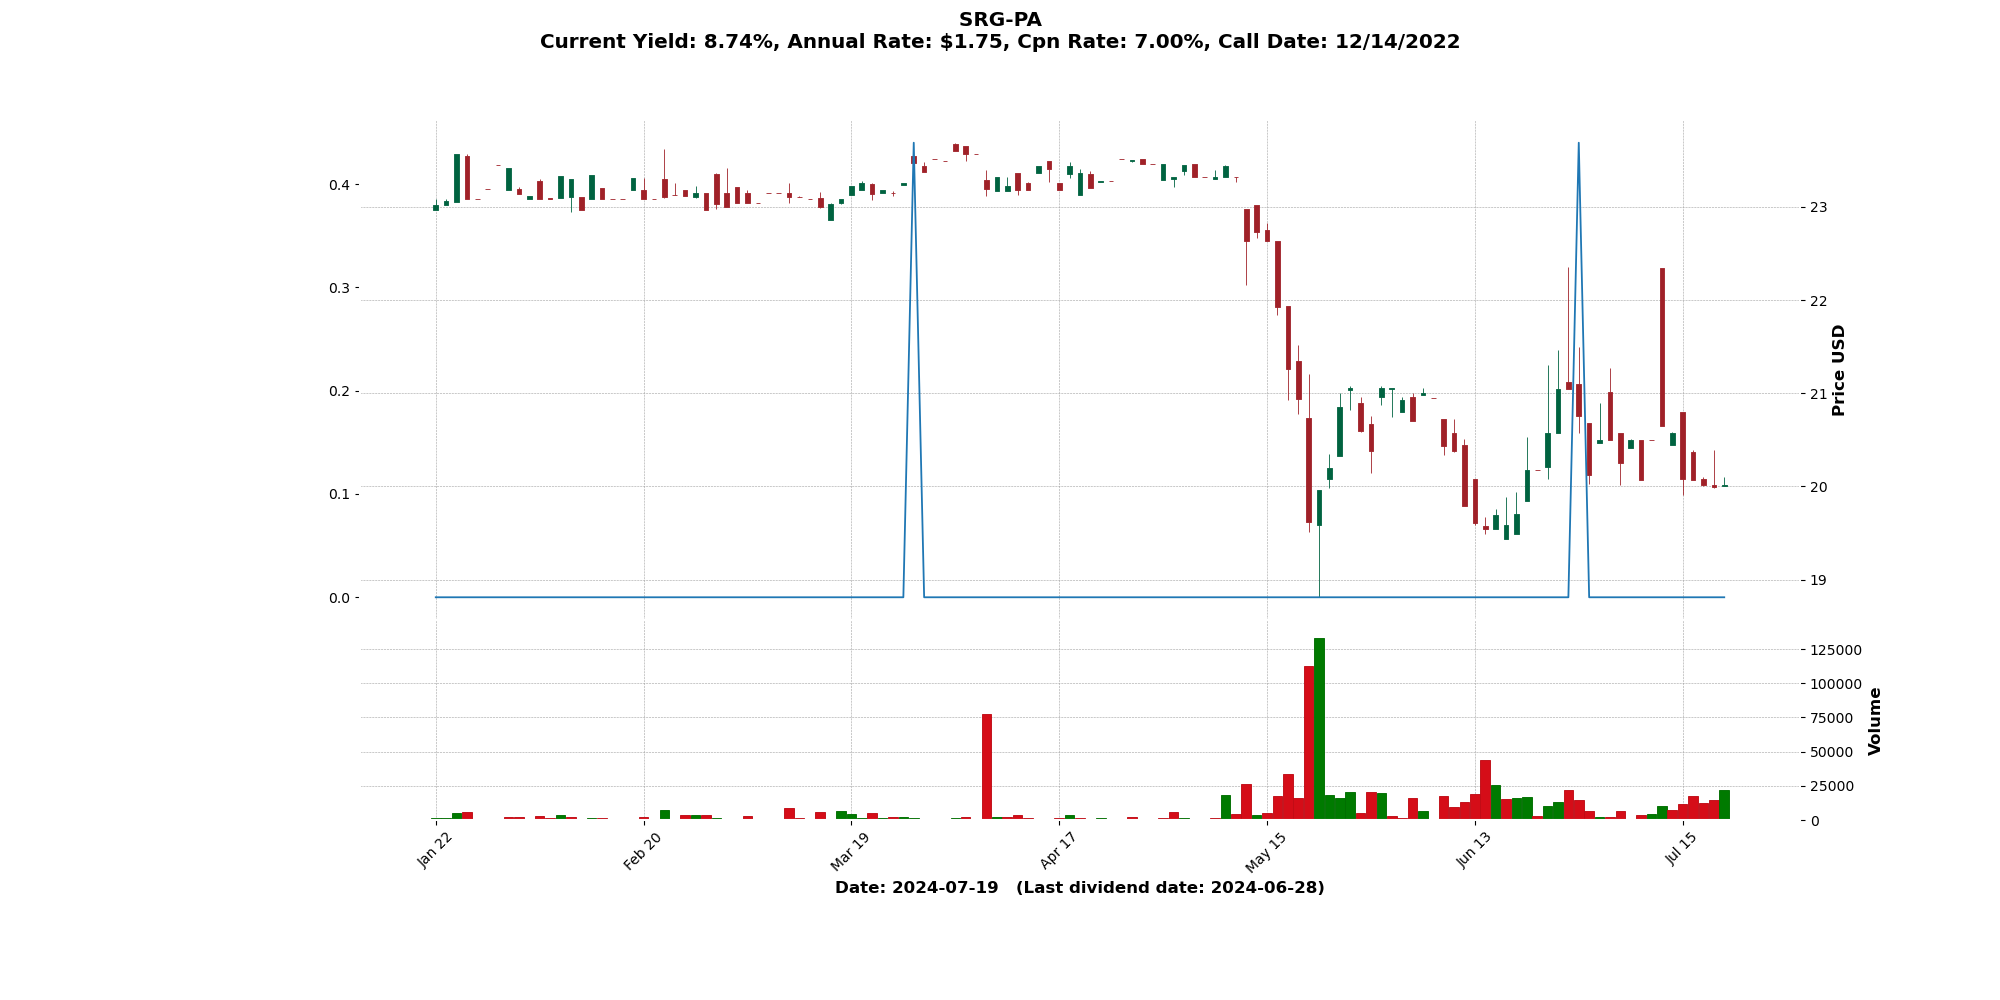 SRG-PA
Current Yield: 8.74%, Annual Rate: $1.75, Cpn Rate: 7.00%, Call Date: 12/14/2022
0.4
0.3
0.2
0.1
0.0
23
22
21
20
19
Price USD
125000
100000
75000
50000
25000
0
Volume
Jan 22
Feb 20
Mar 19
Apr 17
May 15
Jun 13
Jul 15
Date: 2024-07-19 (Last dividend date: 2024-06-28)